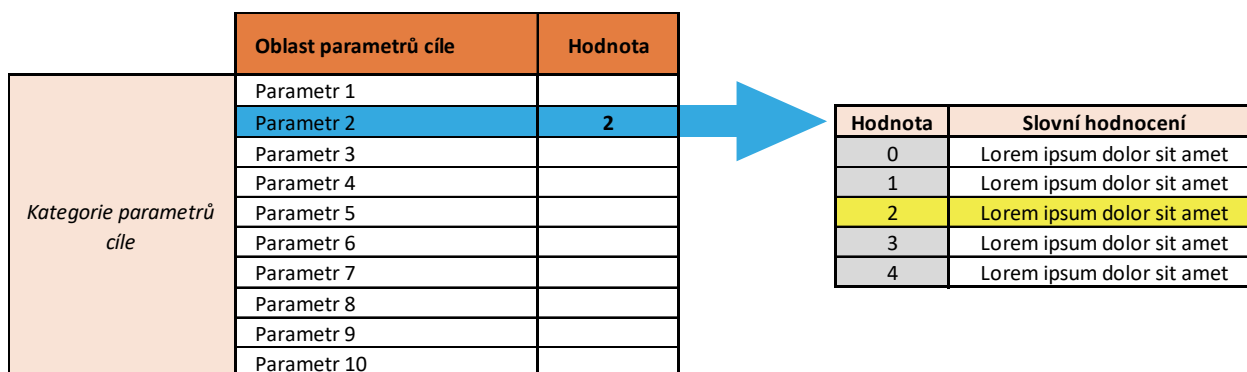 Oblast parametrů cíle Hodnota
Parametr 1
Parametr 2 2
Parametr 3
Parametr 4
Parametr 5
Parametr 6
Parametr 7
Parametr 8
Parametr 9
Parametr 10
Kategorie parametrů
cíle
Hodnota Slovní hodnocení
0 Lorem ipsum dolor sit amet
1 Lorem ipsum dolor sit amet
2 Lorem ipsum dolor sit amet
3 Lorem ipsum dolor sit amet
4 Lorem ipsum dolor sit amet